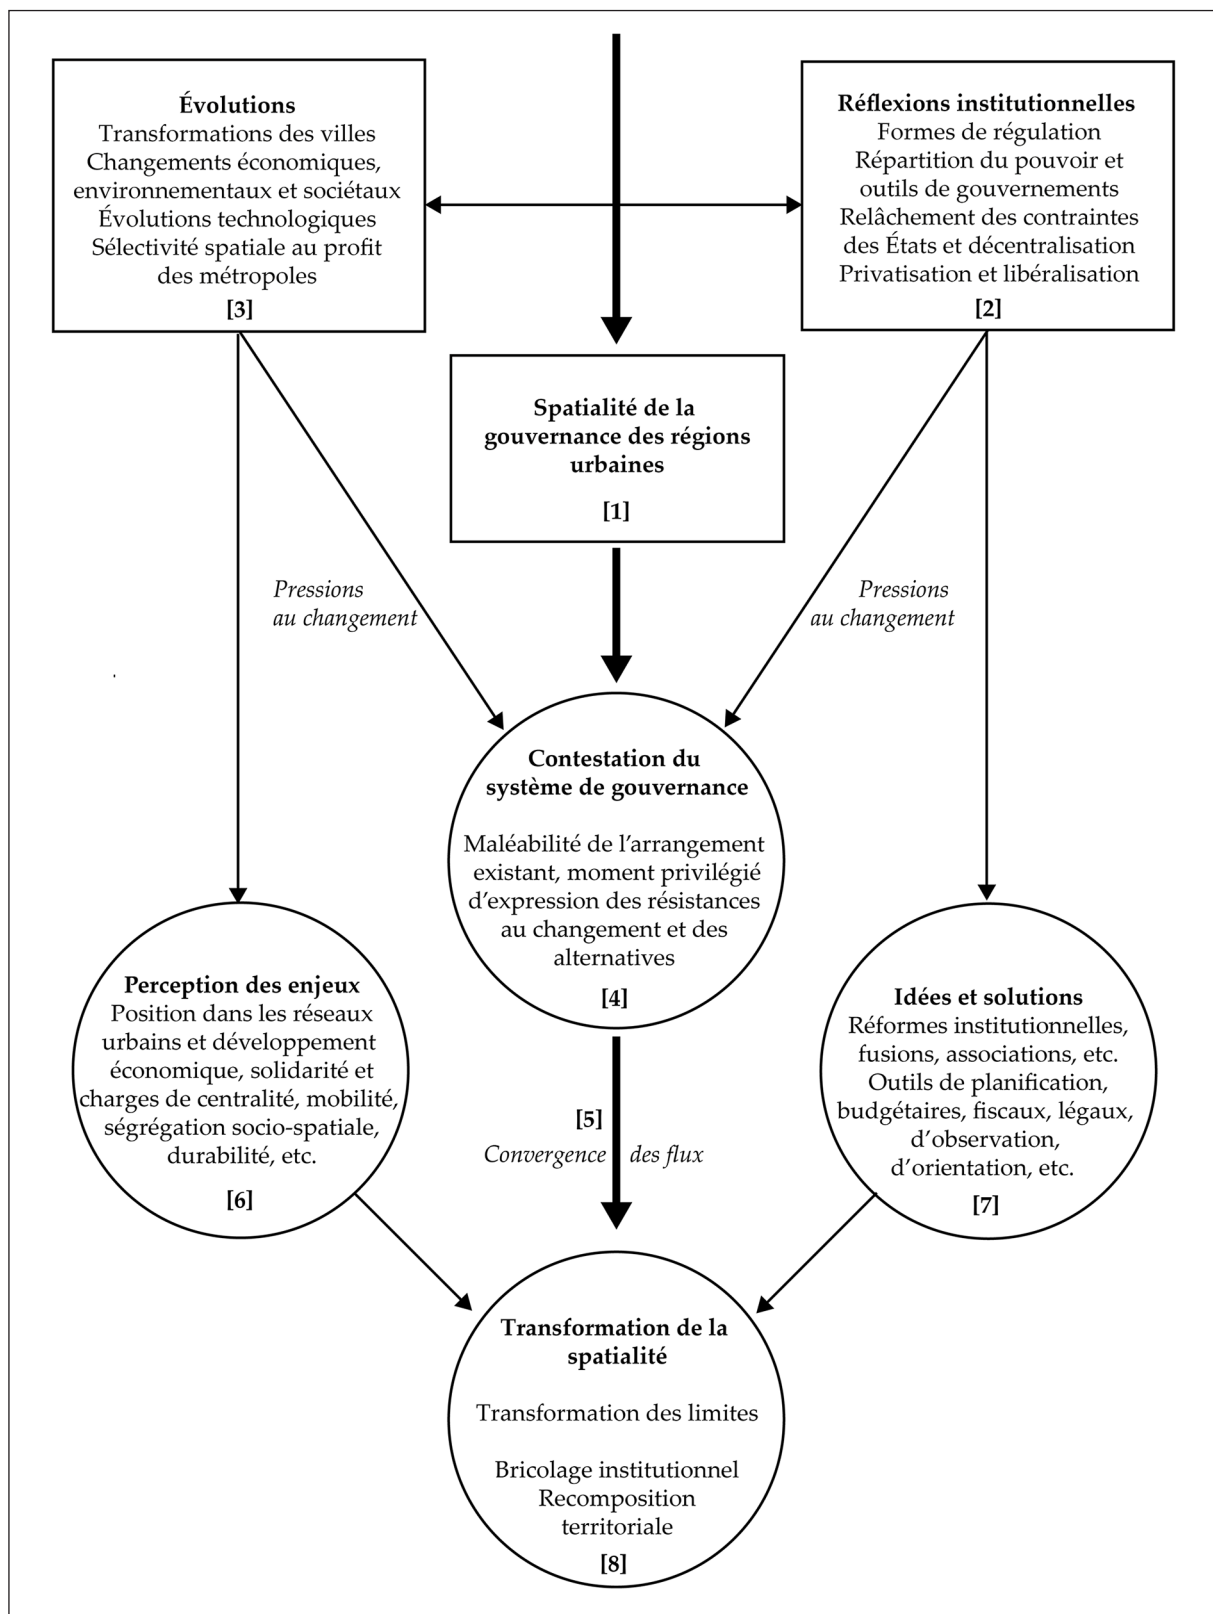 Évolutions
Transformations des villes
Changements économiques,
environnementaux et sociétaux
Évolutions technologiques
Sélectivité spatiale au profit
des métropoles
[3]
Réflexions institutionnelles
Formes de régulation
Répartition du pouvoir et
outils de gouvernements
Relâchement des contraintes
des États et décentralisation
Privatisation et libéralisation
[2]
Spatialité de la
gouvernance des régions
urbaines
[1]
Pressions
au changement
Pressions
au changement
Contestation du
système de gouvernance
Maléabilité de l'arrangement
existant, moment privilégié
d'expression des résistances
au changement et des
alternatives
[4]
Perception des enjeux
Position dans les réseaux
urbains et développement
économique, solidarité et
charges de centralité, mobilité,
ségrégation socio-spatiale,
durabilité, etc.
[6]
Idées et solutions
Réformes institutionnelles,
fusions, associations, etc.
Outils de planification,
budgétaires, fiscaux, légaux,
d'observation,
d'orientation, etc.
[7]
[5]
Convergence des flux
Transformation de la
spatialité
Transformation des limites
Bricolage institutionnel
Recomposition
territoriale
[8]